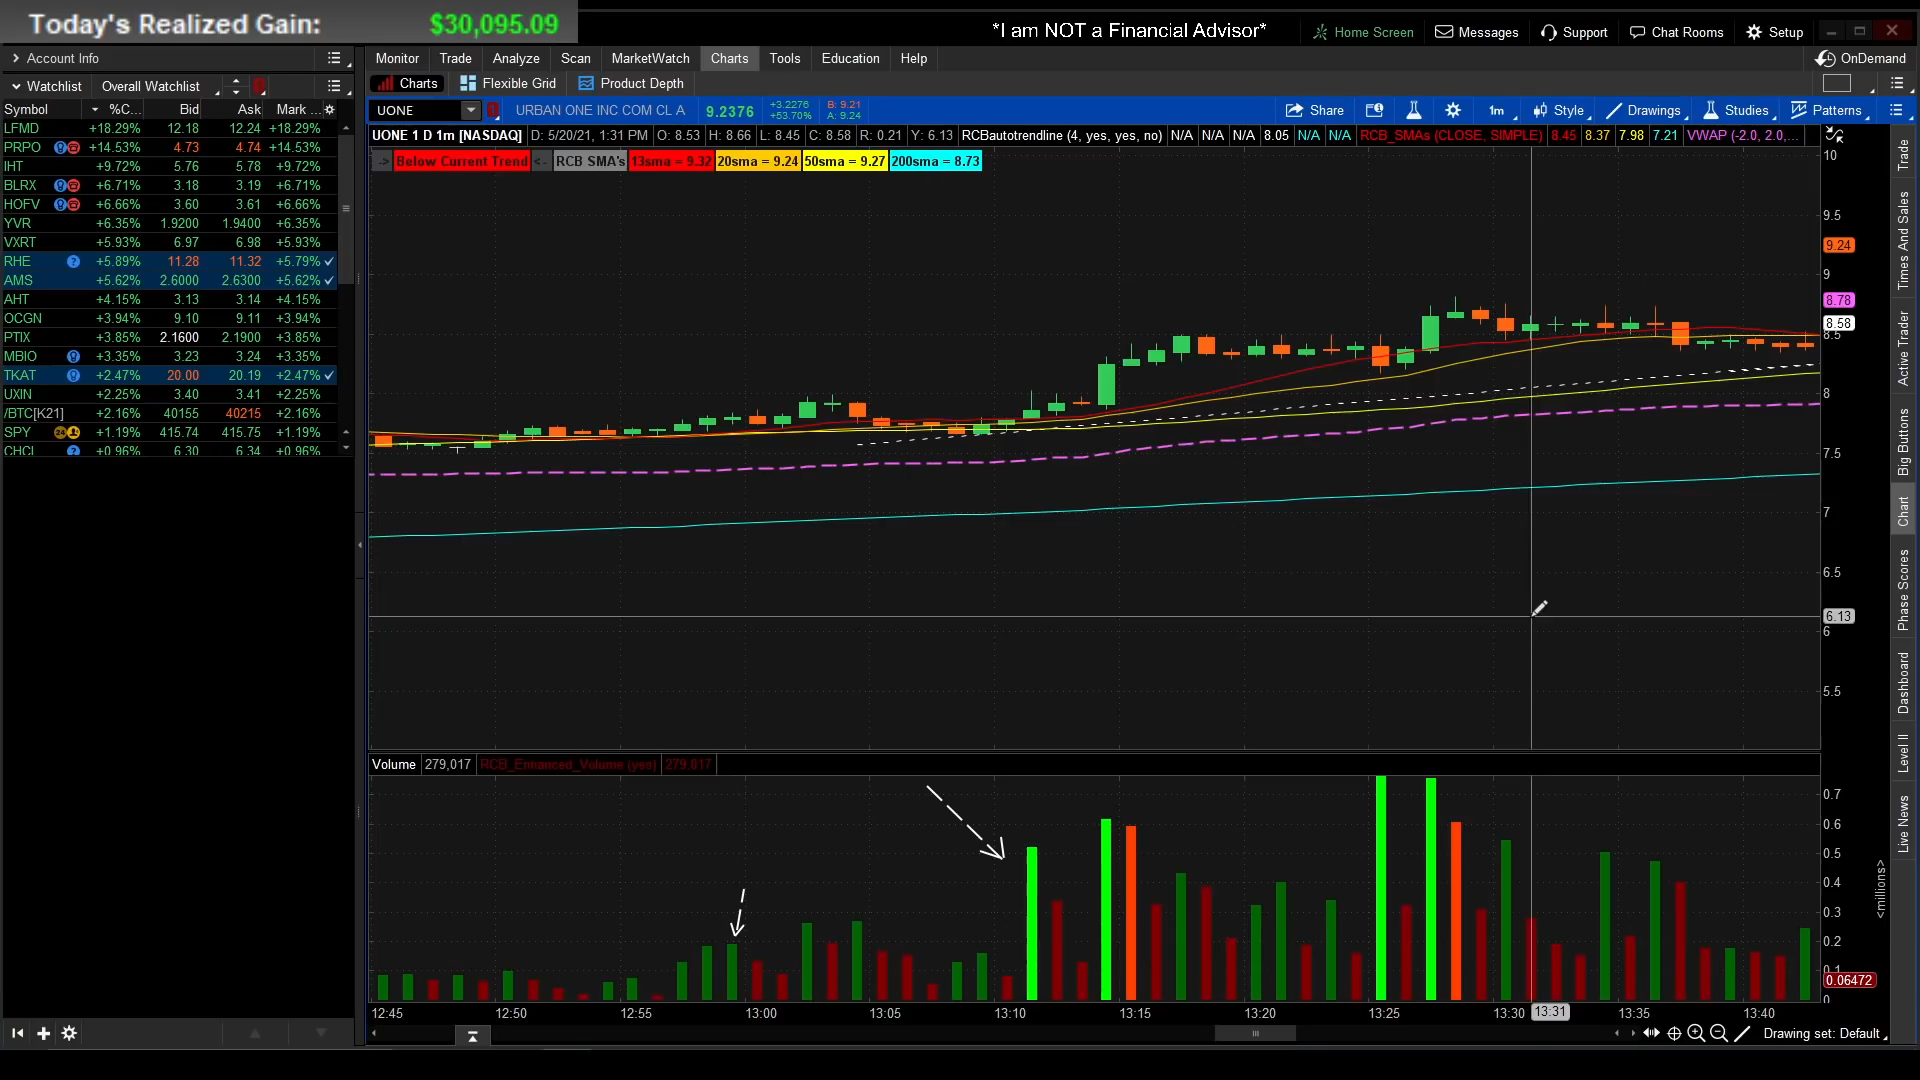 Today's Realized Gain: $30,095.09
*I am NOT a Financial Advisor*
Home Screen Messages Support Chat Rooms Setup
Account Info
Monitor Trade Analyze Scan MarketWatch Charts Tools Education Help
OnDemand
Watchlist Overall Watchlist
Charts Flexible Grid Product Depth
Symbol %C... Bid Ask Mark ...
LFMD +18.29% 12.18 12.24 +18.29%
PRPO +14.53% 4.73 4.74 +14.53%
IHT +9.72% 5.76 5.78 +9.72%
BLRX +6.71% 3.18 3.19 +6.71%
HOFV +6.66% 3.60 3.61 +6.66%
YVR +6.35% 1.9200 1.9400 +6.35%
VXRT +5.93% 6.97 6.98 +5.93%
RHE +5.89% 11.28 11.32 +5.79%
AMS +5.62% 2.6000 2.6300 +5.62%
AHT +4.15% 3.13 3.14 +4.15%
OCGN +3.94% 9.10 9.11 +3.94%
PTIX +3.85% 2.1600 2.1900 +3.85%
MBIO +3.35% 3.23 3.24 +3.35%
TKAT +2.47% 20.00 20.19 +2.47%
UXIN +2.25% 3.40 3.41 +2.25%
/BTC[K21] +2.16% 40155 40215 +2.16%
SPY +1.19% 415.74 415.75 +1.19%
CHCI +0.96% 6.30 6.34 +0.96%
UONE URBAN ONE INC COM CL A 9.2376 +3.2276 +53.70% B: 9.21 A: 9.24
Share 1m Style Drawings Studies Patterns
UONE 1 D 1m [NASDAQ] D: 5/20/21, 1:31 PM O: 8.53 H: 8.66 L: 8.45 C: 8.58 R: 0.21 Y: 6.13 RCBautotrendline (4, yes, yes, no) N/A N/A N/A 8.05 N/A N/A RCB_SMAs (CLOSE, SIMPLE) 8.45 8.37 7.98 7.21 VWAP (-2.0, 2.0,...
-> Below Current Trend <- RCB SMA's 13sma = 9.32 20sma = 9.24 50sma = 9.27 200sma = 8.73
10
9.5
9.24
9
8.78
8.58
8.5
8
7.5
7
6.5
6.13
6
5.5
Volume 279,017 RCB_Enhanced_Volume (yes) 279,017
0.7
0.6
0.5
0.4
0.3
0.2
0.1
0.06472
0
<millions>
12:45 12:50 12:55 13:00 13:05 13:10 13:15 13:20 13:25 13:30 13:31 13:35 13:40
Drawing set: Default
Trade
Times And Sales
Active Trader
Big Buttons
Chart
Phase Scores
Dashboard
Level II
Live News